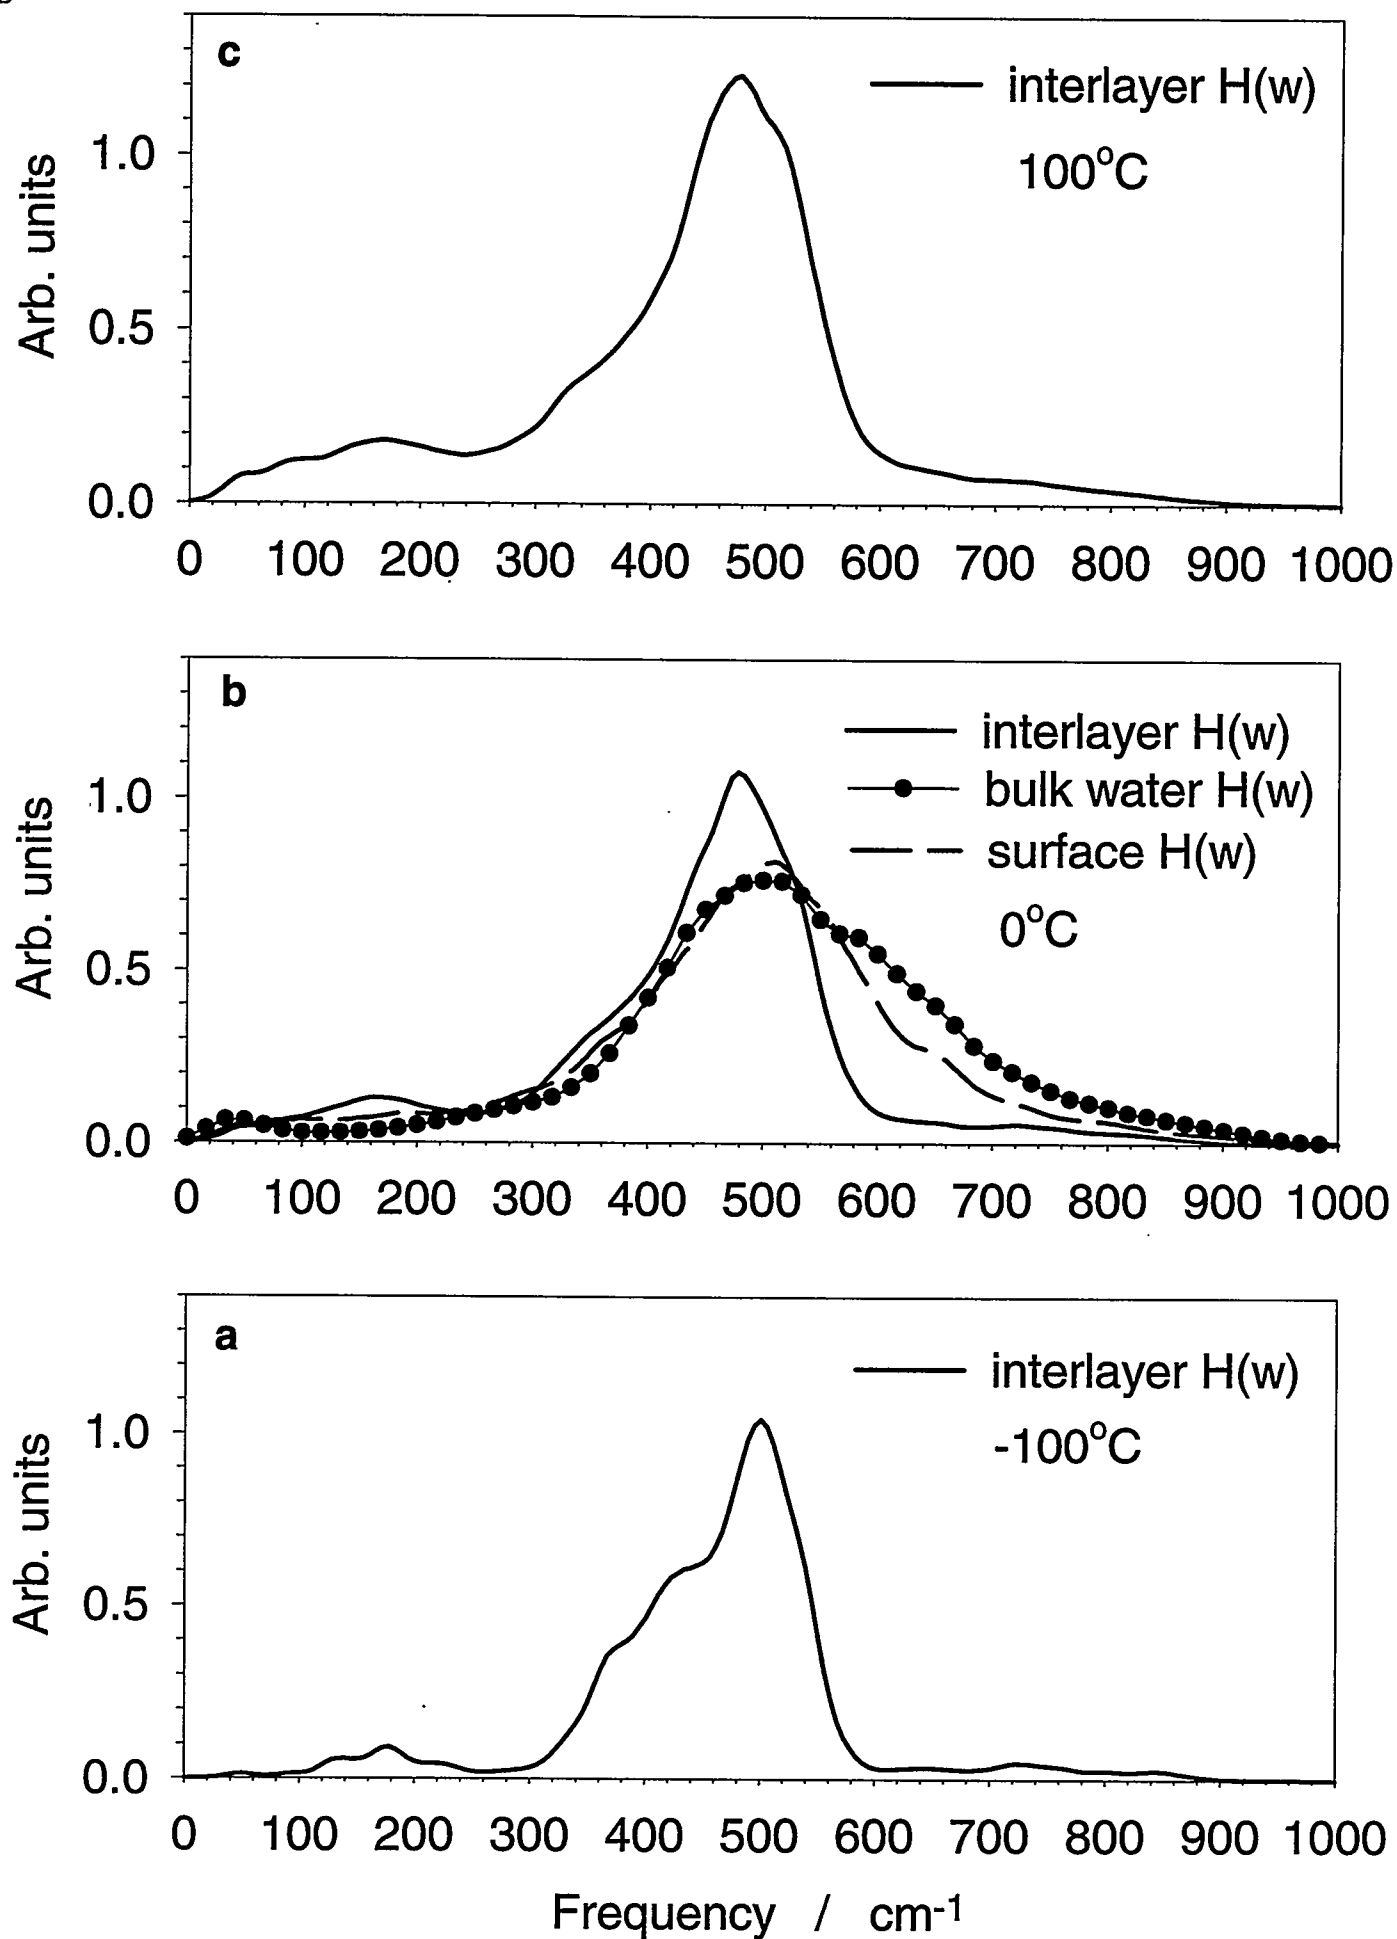 c
interlayer H(w)
100°C
Arb. units
1.0
0.5
0.0
0 100 200 300 400 500 600 700 800 900 1000
b
interlayer H(w)
bulk water H(w)
surface H(w)
0°C
Arb. units
1.0
0.5
0.0
0 100 200 300 400 500 600 700 800 900 1000
a
interlayer H(w)
-100°C
Arb. units
1.0
0.5
0.0
0 100 200 300 400 500 600 700 800 900 1000
Frequency / cm-1